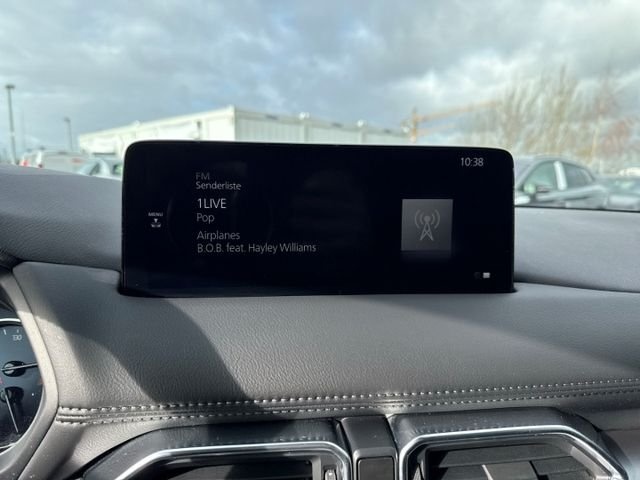 10:38
FM
Senderliste
1LIVE
MENU
Pop
Airplanes
B.O.B. feat. Hayley Williams